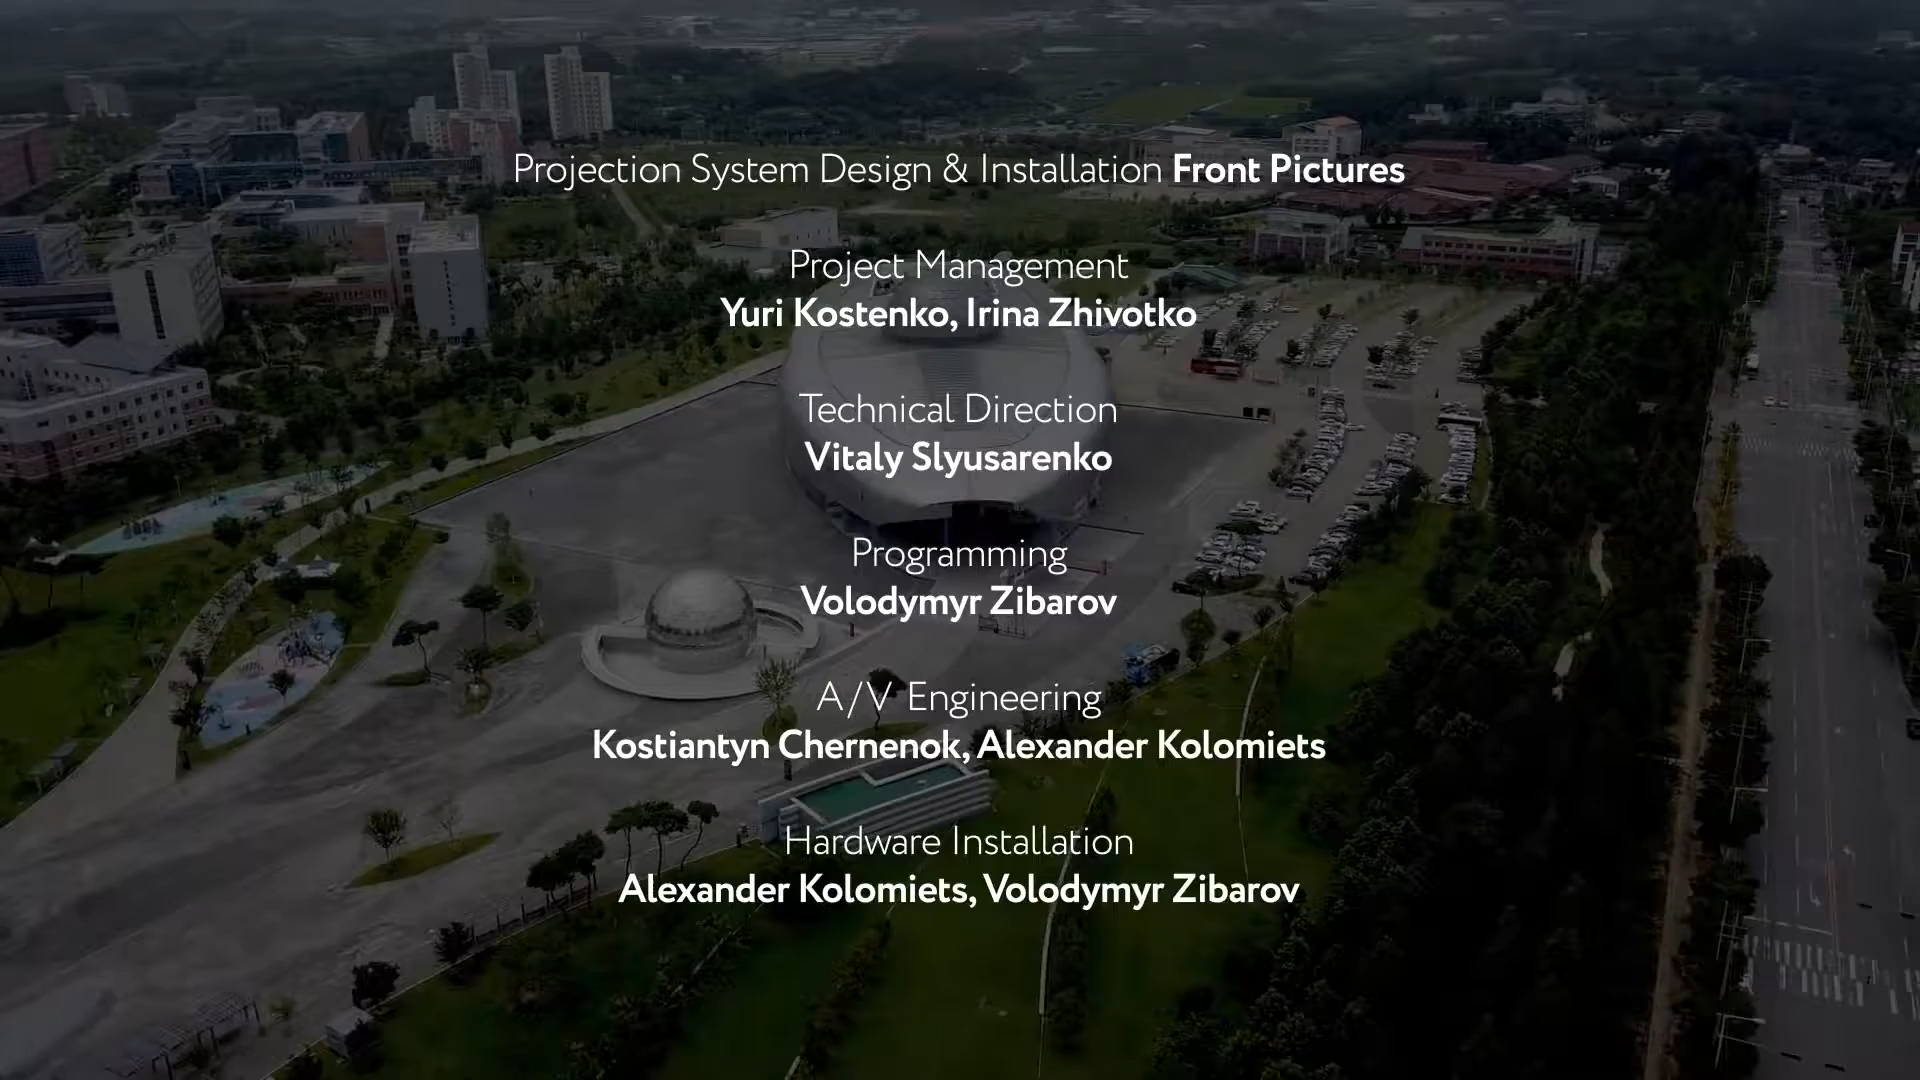 Projection System Design & Installation Front Pictures
Project Management
Yuri Kostenko, Irina Zhivotko
Technical Direction
Vitaly Slyusarenko
Programming
Volodymyr Zibarov
A/V Engineering
Kostiantyn Chernenok, Alexander Kolomiets
Hardware Installation
Alexander Kolomiets, Volodymyr Zibarov